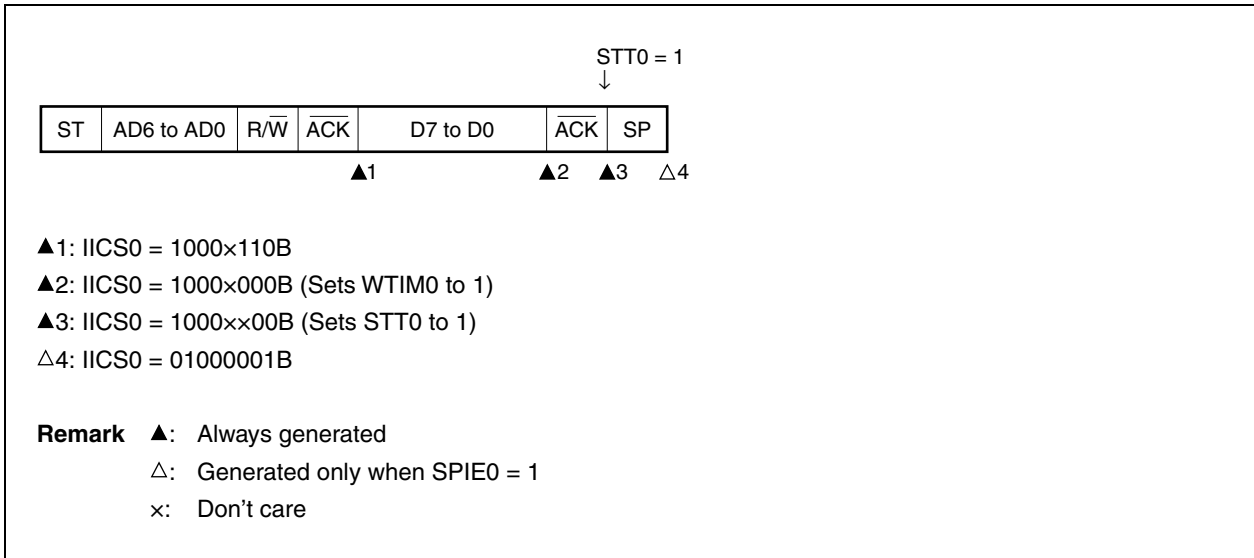 STT0 = 1
↓
ST AD6 to AD0 R/W̅ A̅C̅K̅ D7 to D0 A̅C̅K̅ SP
▲1 ▲2 ▲3 △4
▲1: IICS0 = 1000×110B
▲2: IICS0 = 1000×000B (Sets WTIM0 to 1)
▲3: IICS0 = 1000××00B (Sets STT0 to 1)
△4: IICS0 = 01000001B
Remark ▲: Always generated
△: Generated only when SPIE0 = 1
×: Don't care